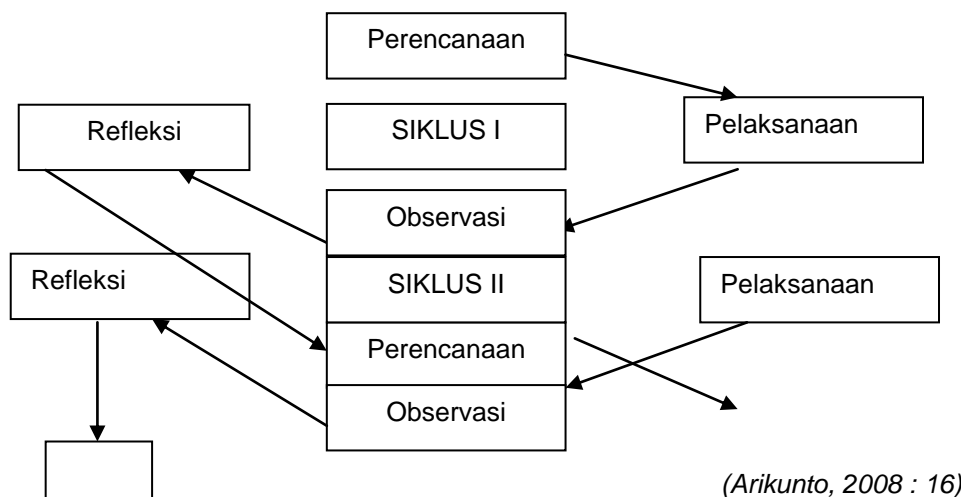 Perencanaan
Refleksi
SIKLUS I
Pelaksanaan
Observasi
Refleksi
SIKLUS II
Pelaksanaan
Perencanaan
Observasi
(Arikunto, 2008 : 16)